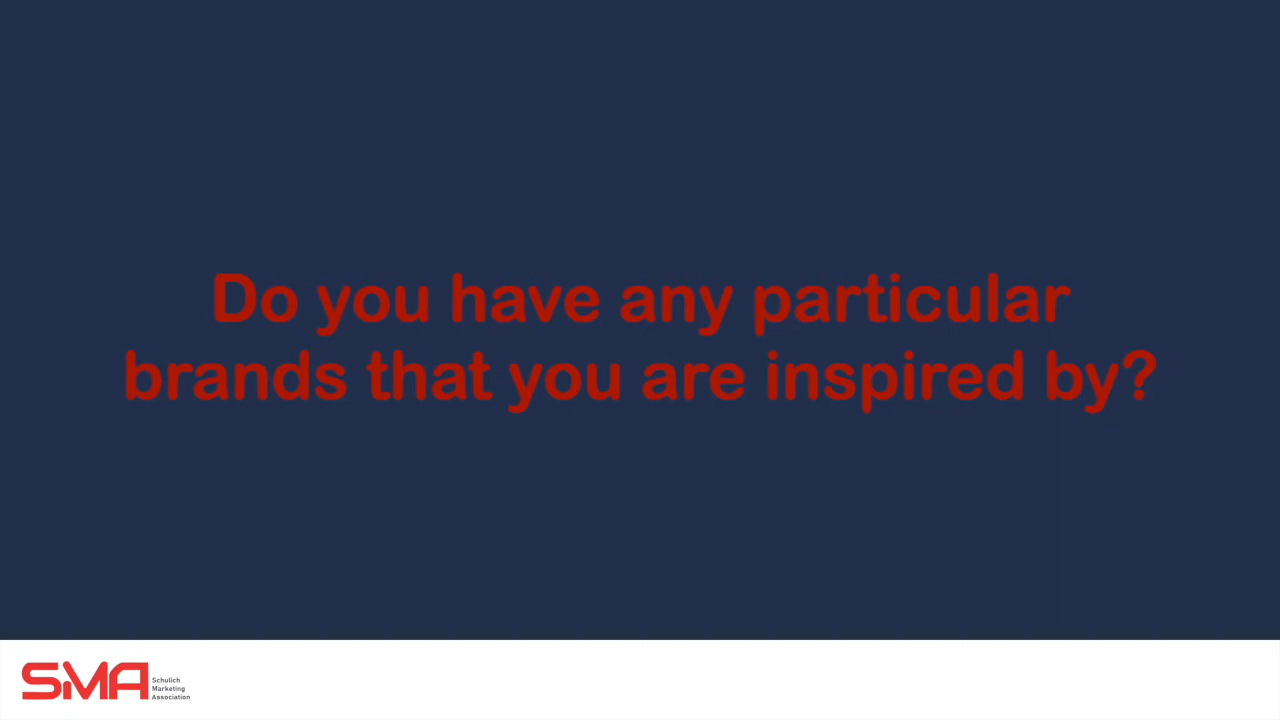 Do you have any particular
brands that you are inspired by?
SMA
Schulich
Marketing
Association